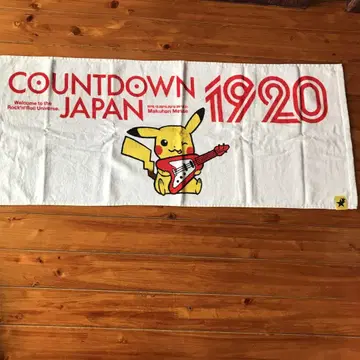 COUNTDOWN
JAPAN
1920
Welcome to the
Rock'n'Roll Universe.
Makuhari Messe